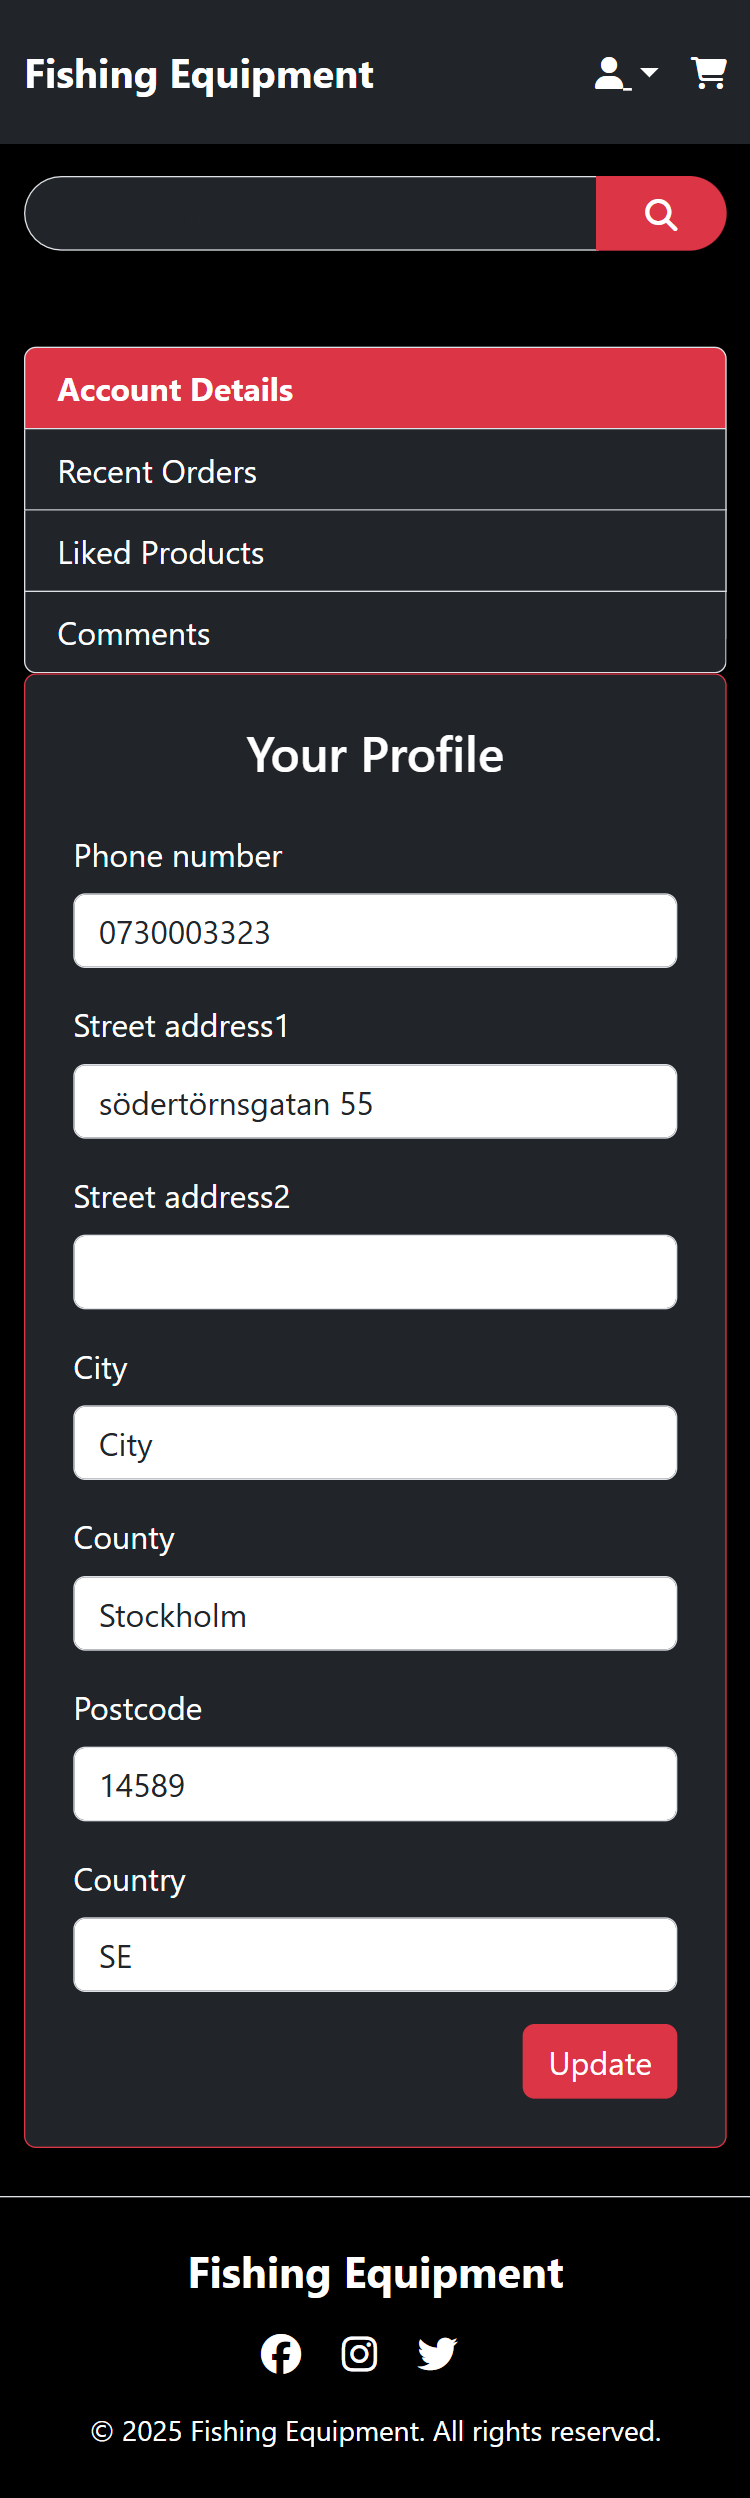 Fishing Equipment
Account Details
Recent Orders
Liked Products
Comments
Your Profile
Phone number
0730003323
Street address1
södertörnsgatan 55
Street address2
City
City
County
Stockholm
Postcode
14589
Country
SE
Update
Fishing Equipment
© 2025 Fishing Equipment. All rights reserved.